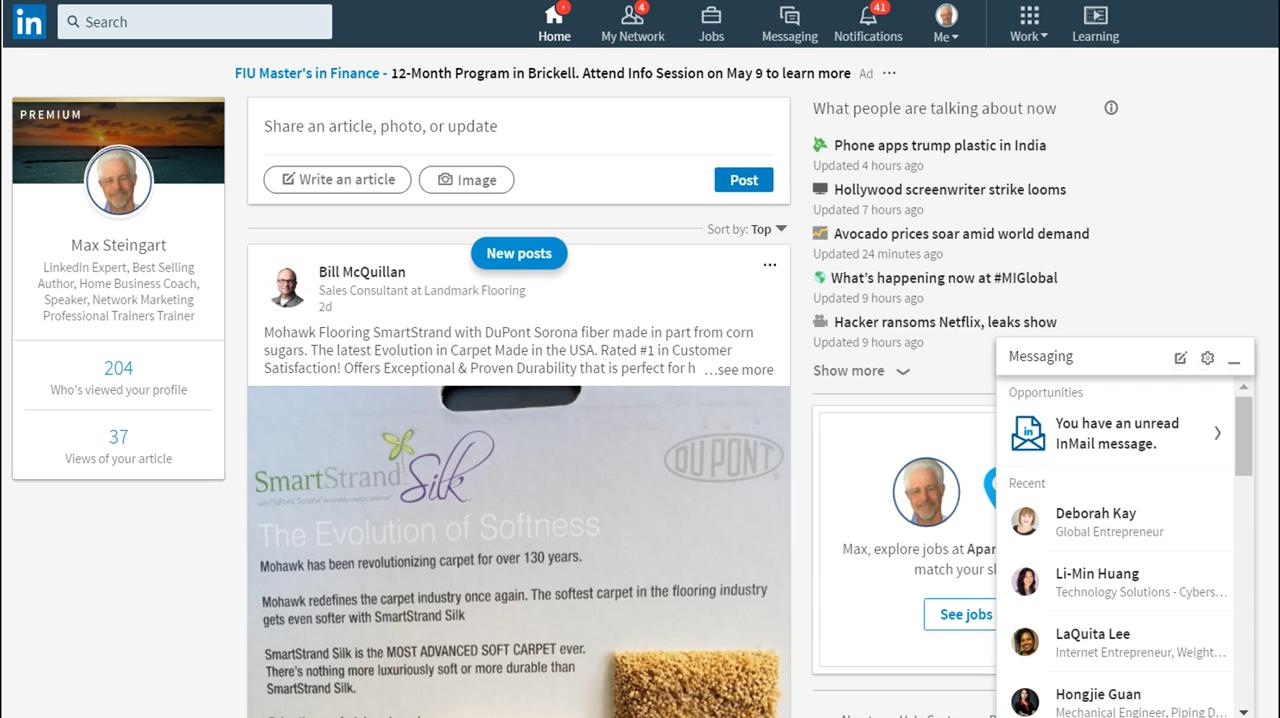 in
Search
4
41
Home
My Network
Jobs
Messaging
Notifications
Me
Work
Learning
FIU Master's in Finance - 12-Month Program in Brickell. Attend Info Session on May 9 to learn more Ad ···
PREMIUM
Max Steingart
LinkedIn Expert, Best Selling
Author, Home Business Coach,
Speaker, Network Marketing
Professional Trainers Trainer
204
Who's viewed your profile
37
Views of your article
Share an article, photo, or update
Write an article
Image
Post
Sort by: Top
New posts
Bill McQuillan
Sales Consultant at Landmark Flooring
2d
Mohawk Flooring SmartStrand with DuPont Sorona fiber made in part from corn
sugars. The latest Evolution in Carpet Made in the USA. Rated #1 in Customer
Satisfaction! Offers Exceptional & Proven Durability that is perfect for h ...see more
SmartStrand Silk
DUPONT
The Evolution of Softness
Mohawk has been revolutionizing carpet for over 130 years.
Mohawk redefines the carpet industry once again. The softest carpet in the flooring industry
gets even softer with SmartStrand Silk
SmartStrand Silk is the MOST ADVANCED SOFT CARPET ever.
There's nothing more luxuriously soft or more durable than
SmartStrand Silk.
What people are talking about now
Phone apps trump plastic in India
Updated 4 hours ago
Hollywood screenwriter strike looms
Updated 7 hours ago
Avocado prices soar amid world demand
Updated 24 minutes ago
What's happening now at #MIGlobal
Updated 9 hours ago
Hacker ransoms Netflix, leaks show
Updated 9 hours ago
Show more
Max, explore jobs at Apar
match your sk
See jobs
Messaging
Opportunities
in
You have an unread
InMail message.
Recent
Deborah Kay
Global Entrepreneur
Li-Min Huang
Technology Solutions - Cybers...
LaQuita Lee
Internet Entrepreneur, Weight...
Hongjie Guan
Mechanical Engineer, Piping D...